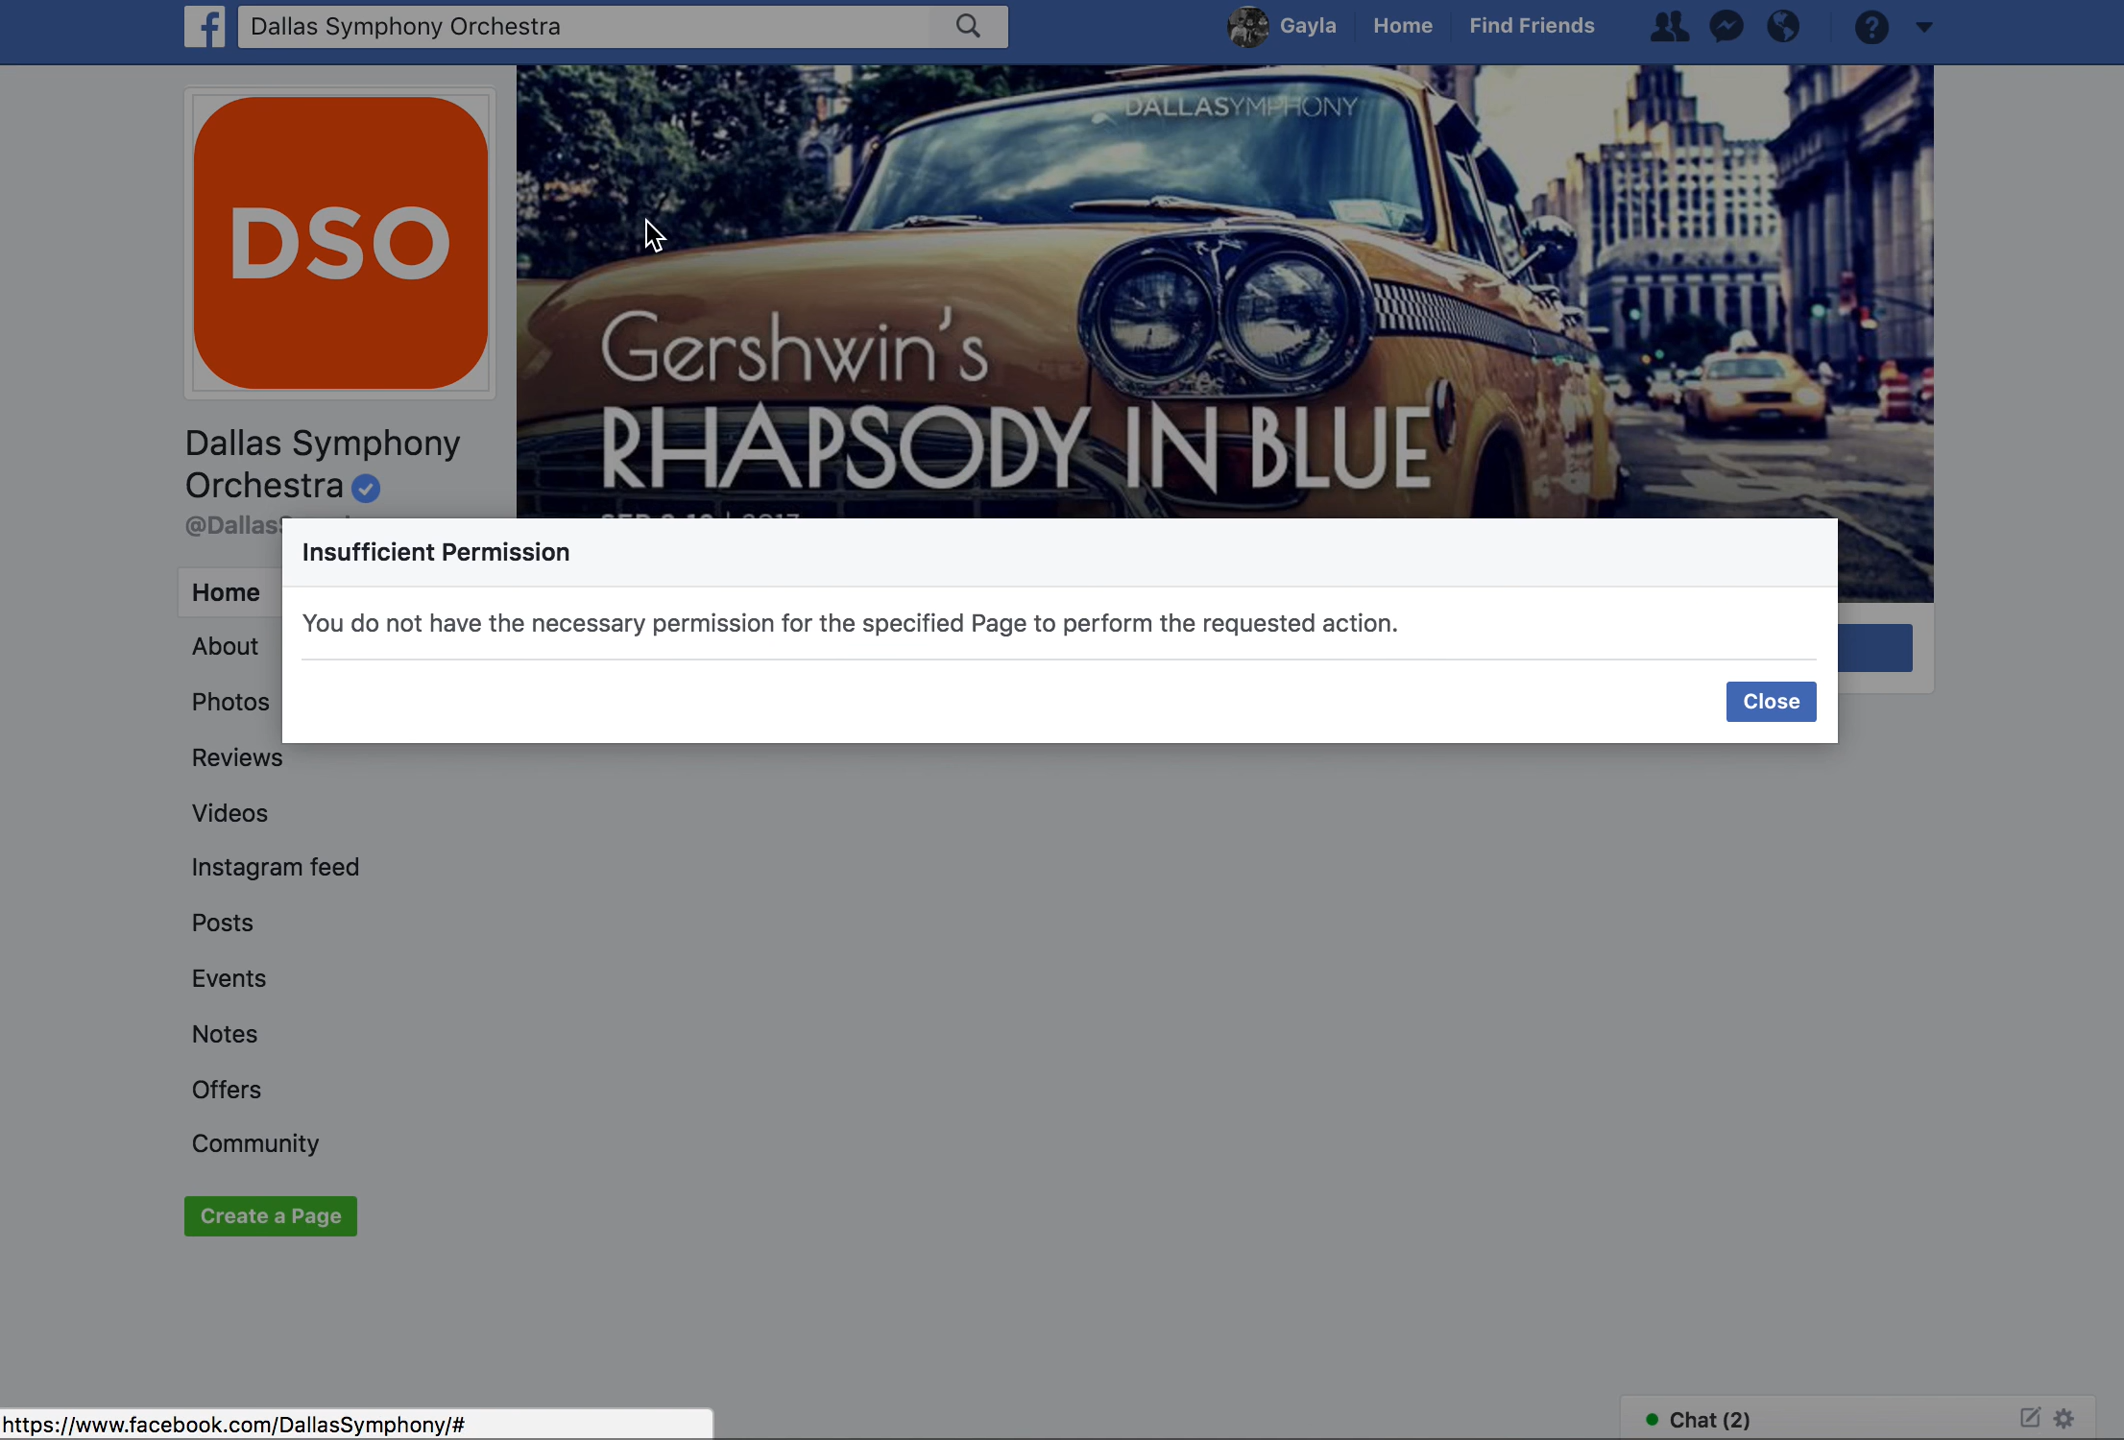 Dallas Symphony Orchestra
Gayla
Home
Find Friends
DSO
DALLASYMPHONY
Gershwin's
RHAPSODY IN BLUE
Dallas Symphony
Orchestra
Insufficient Permission
You do not have the necessary permission for the specified Page to perform the requested action.
Close
Home
About
Photos
Reviews
Videos
Instagram feed
Posts
Events
Notes
Offers
Community
Create a Page
https://www.facebook.com/DallasSymphony/#
Chat (2)